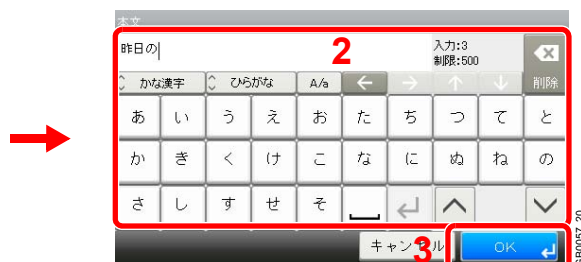 本文
昨日の
2
入力:3
制限:500
かな漢字 ひらがな A/a ← → ↑ ↓ 削除
あ い う え お た ち つ て と
か き く け こ な に ぬ ね の
さ し す せ そ
キャンセル 3 OK